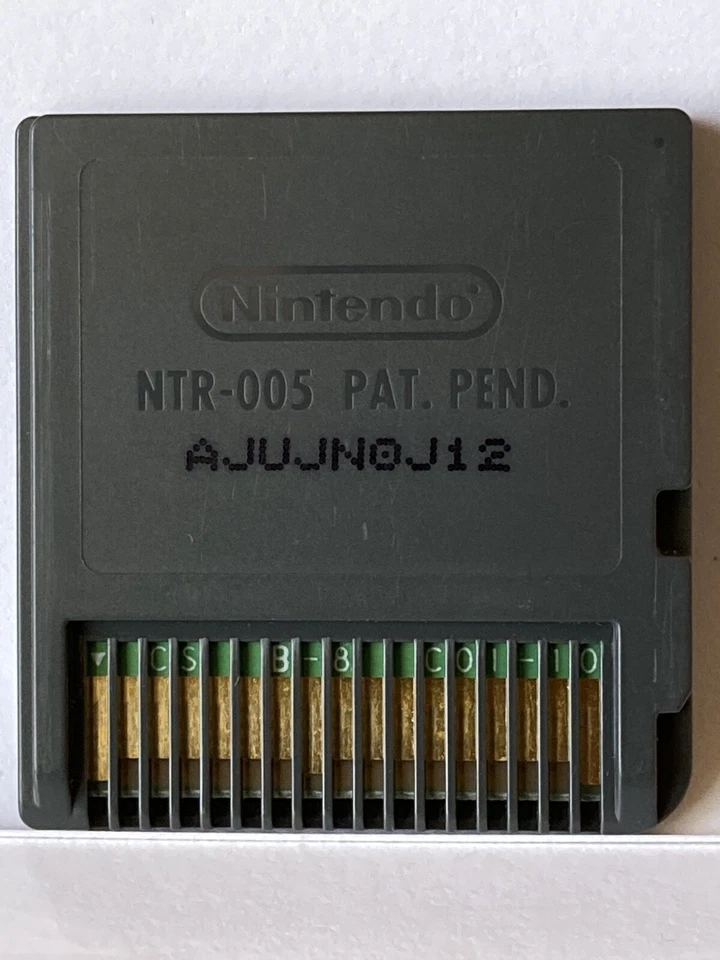 Nintendo®
NTR-005 PAT. PEND.
AJUJN0J12
▼ CS B-8 C01-10